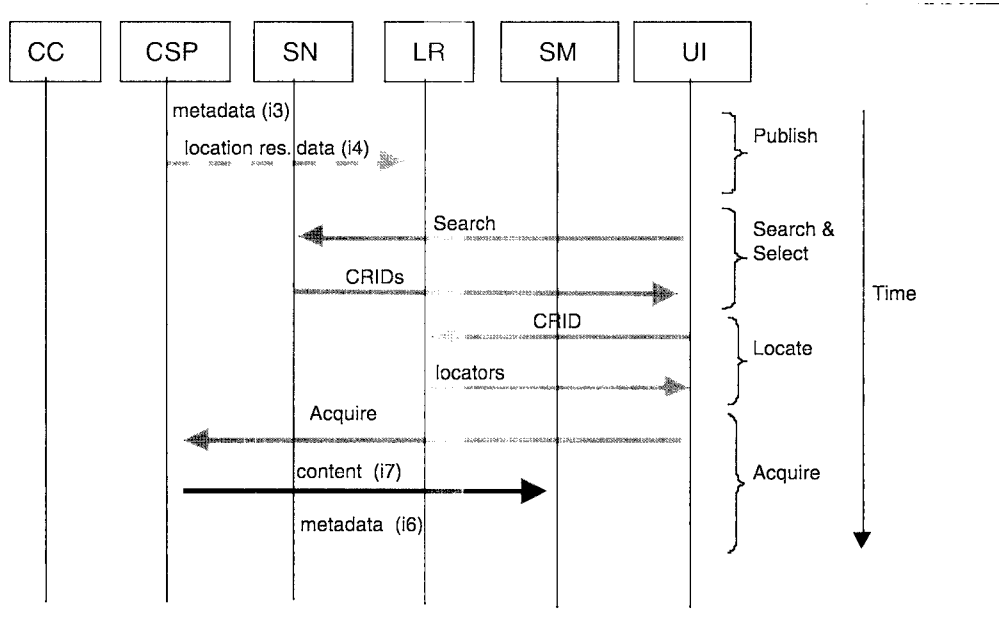 CC CSP SN LR SM UI
metadata (i3)
Publish
location res. data (i4)
Search
Search &
Select
CRIDs
Time
CRID
Locate
locators
Acquire
content (i7)
Acquire
metadata (i6)